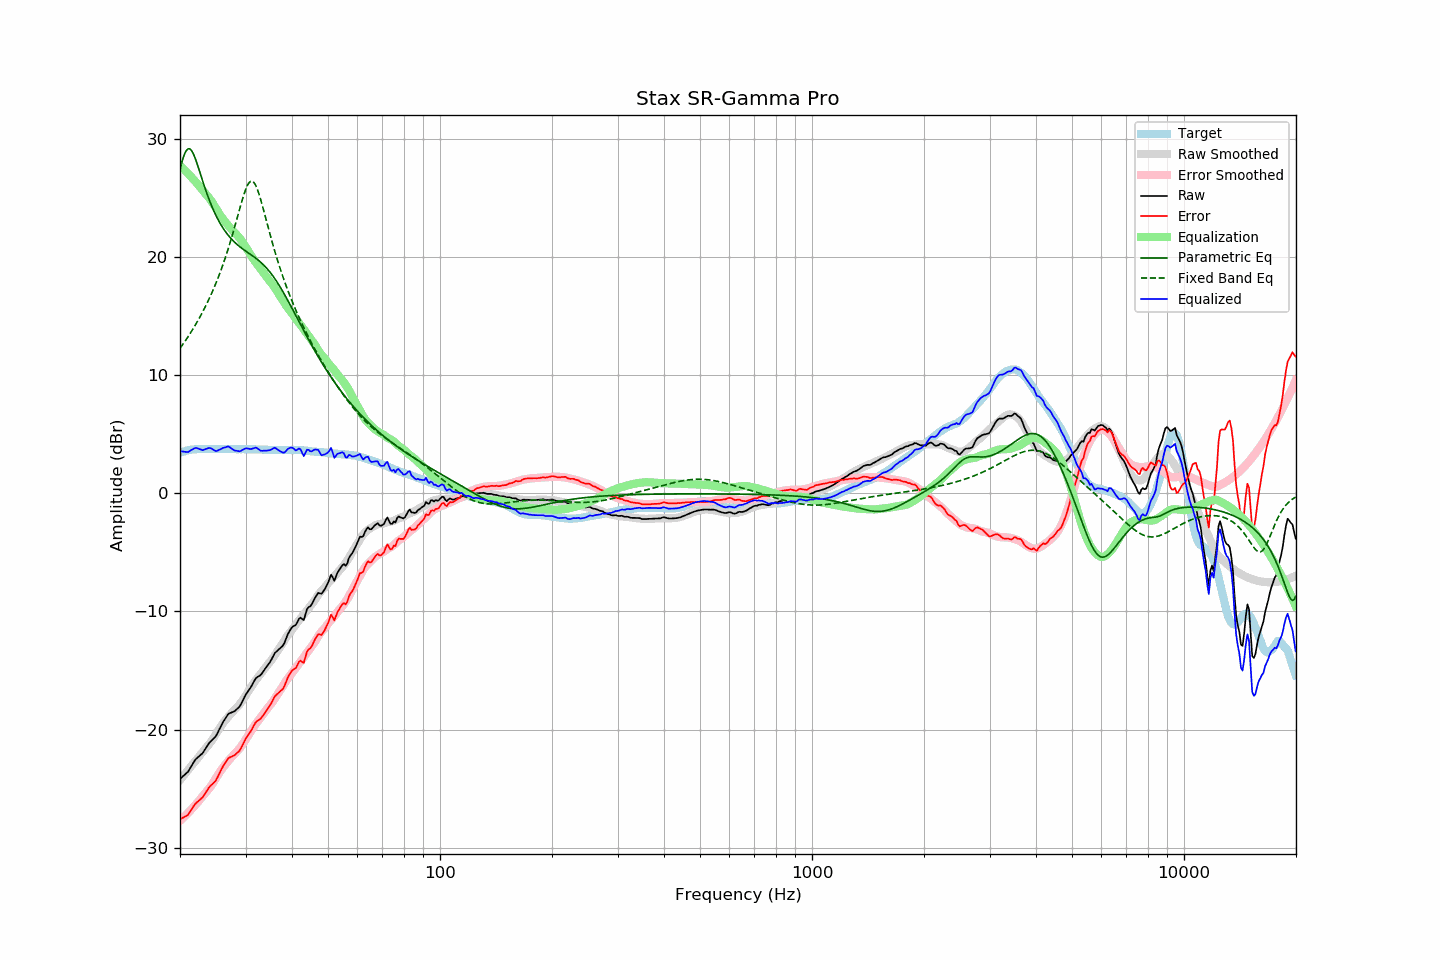 Stax SR-Gamma Pro
30
20
10
0
−10
−20
−30
Amplitude (dBr)
Target
Raw Smoothed
Error Smoothed
Raw
Error
Equalization
Parametric Eq
Fixed Band Eq
Equalized
100
1000
10000
Frequency (Hz)